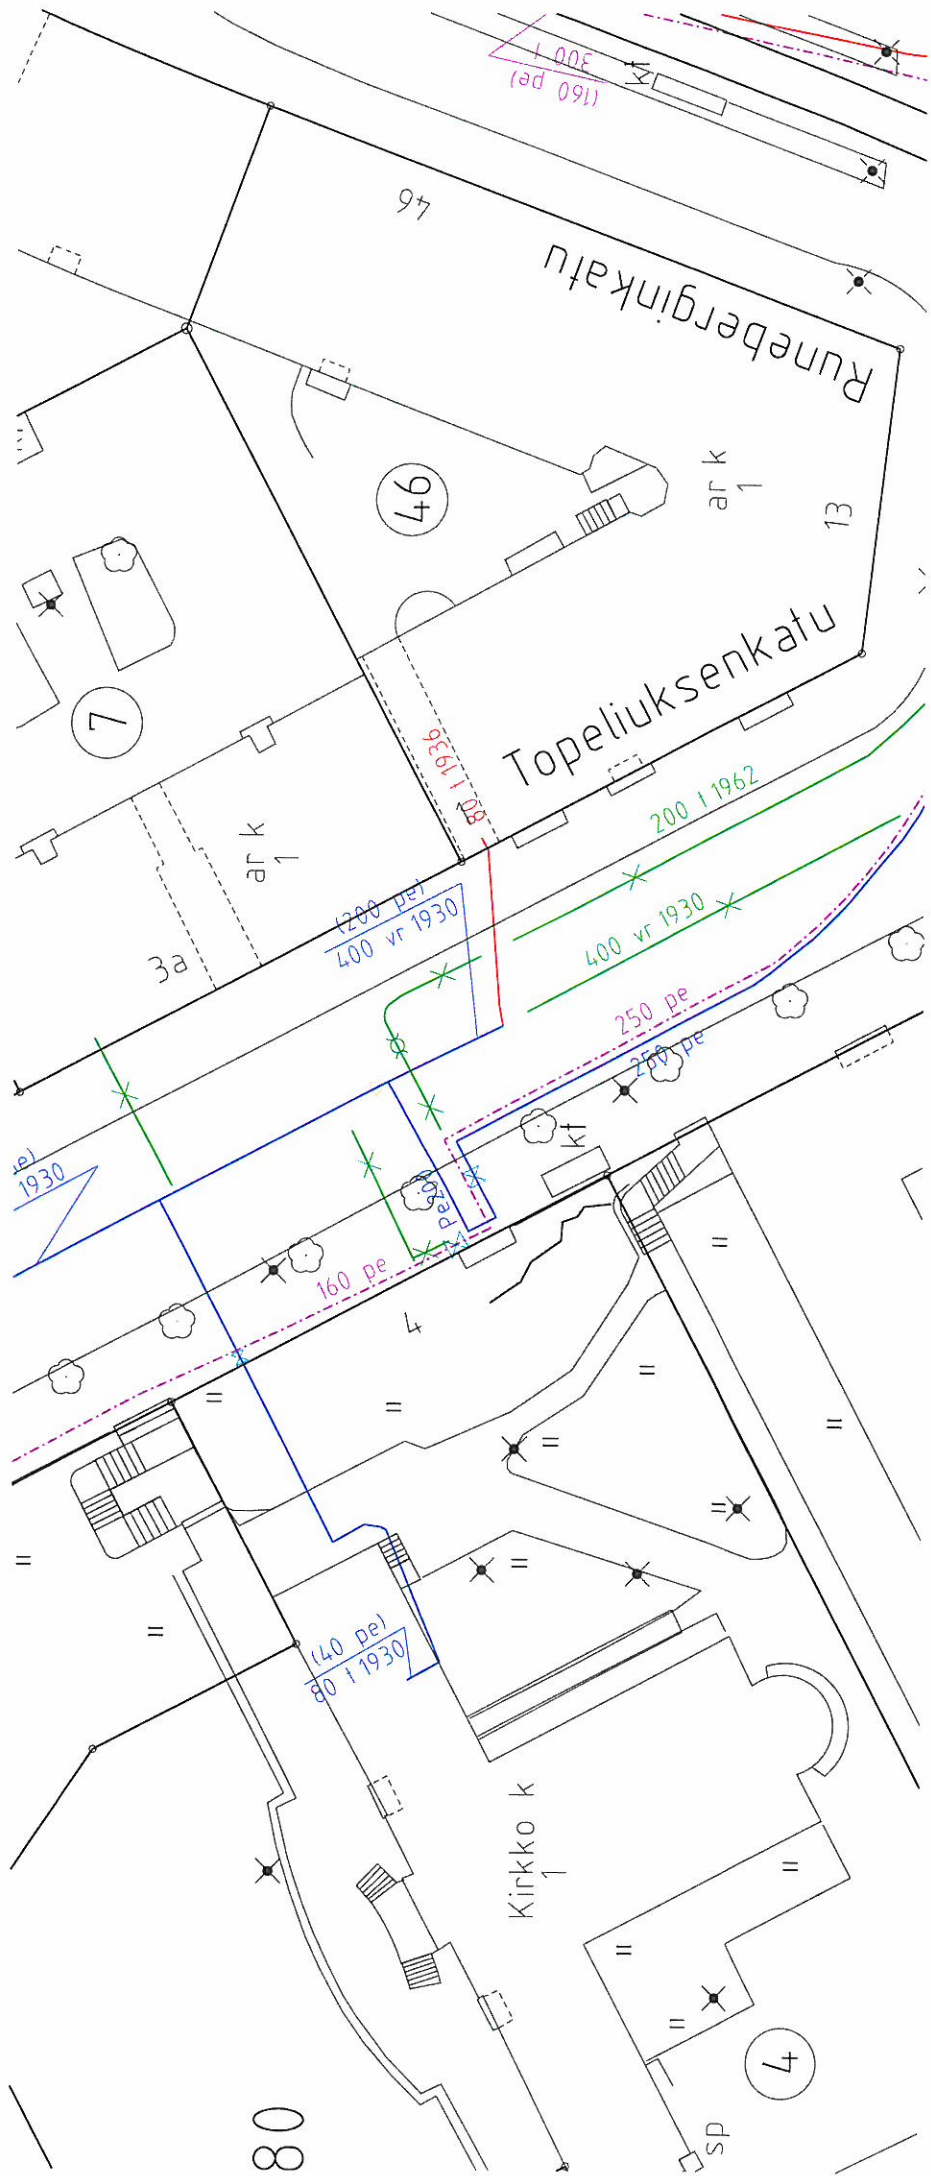 (160 pe)
300 t
kt
46
Runeberginkatu
46
ar k
1
13
7
Topeliuksenkatu
80 t 1936
1
200 t 1962
ar k
1
(200 pe)
400 vr 1930
400 vr 1930
3a
250 pe
250 pe
1930
kt
160 pe
4
(40 pe)
80 t 1930
Kirkko k
1
4
80
sp